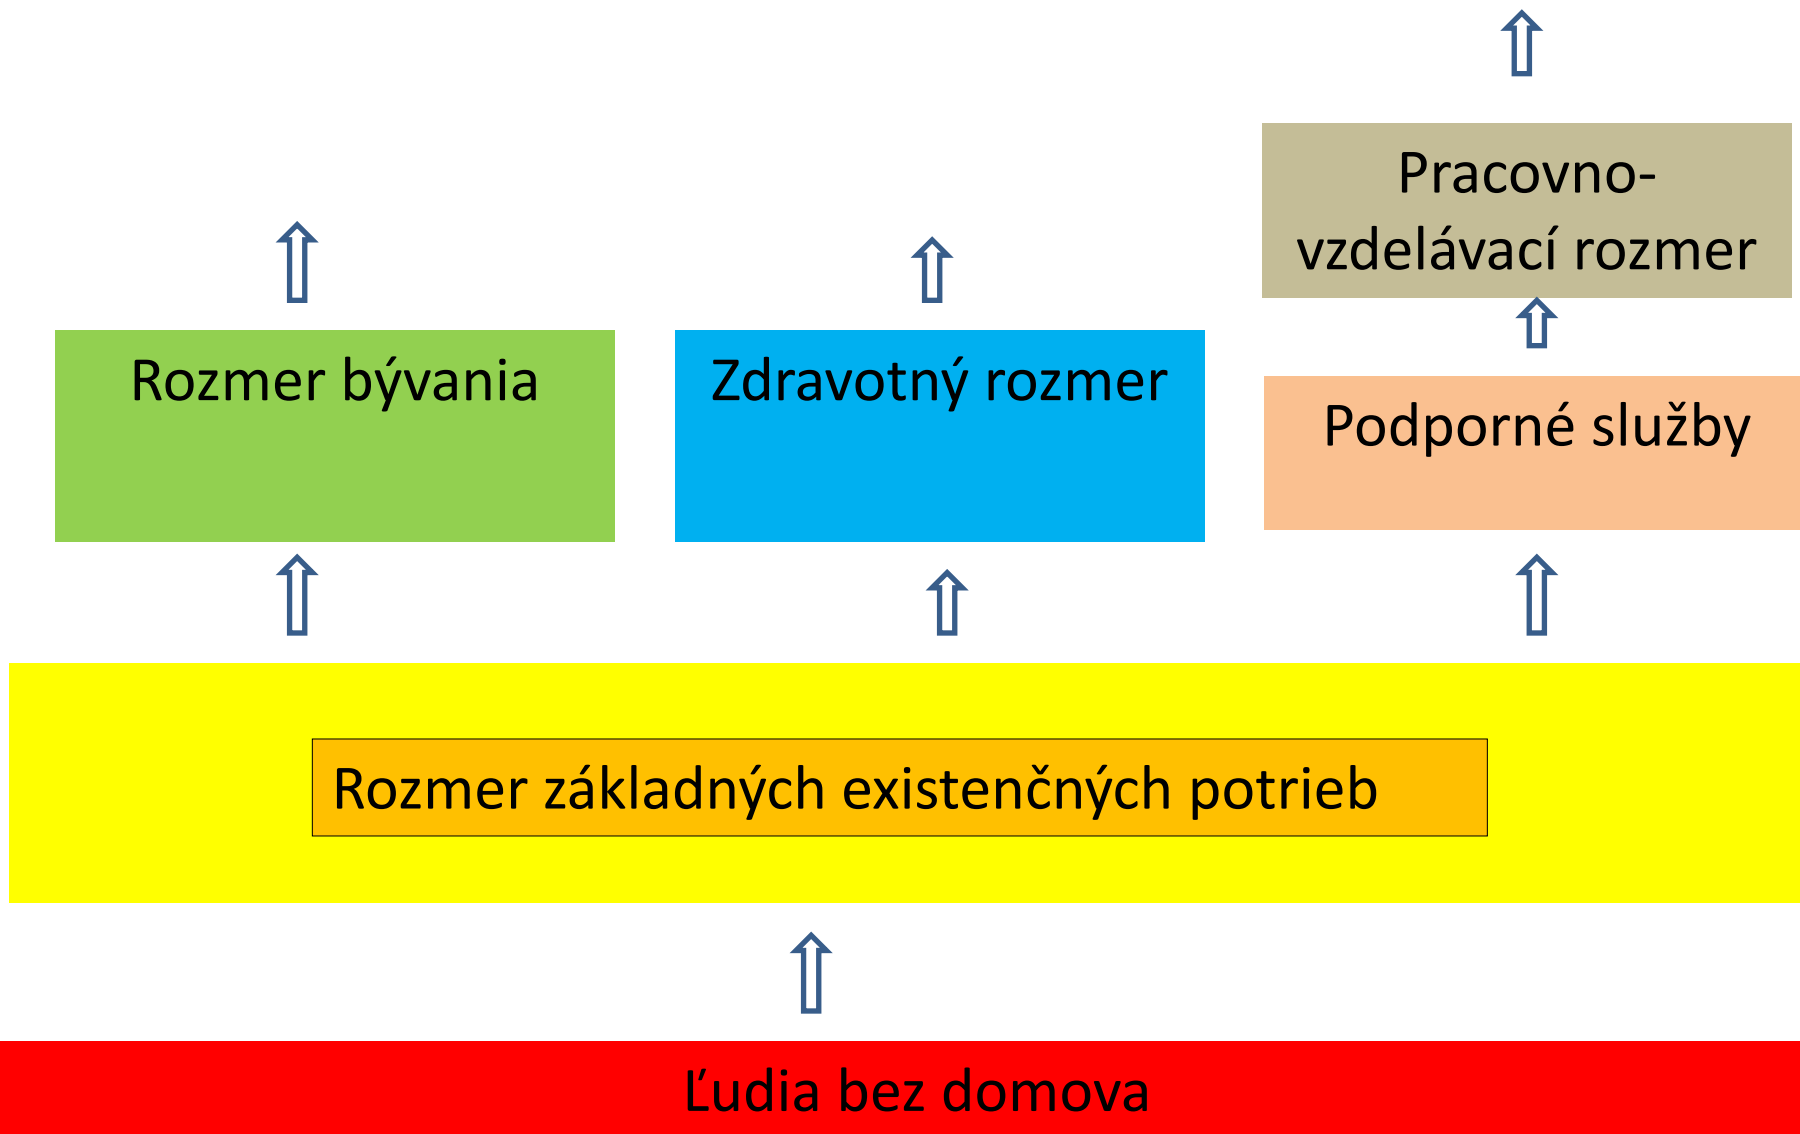 Pracovno-
vzdelávací rozmer
Rozmer bývania
Zdravotný rozmer
Podporné služby
Rozmer základných existenčných potrieb
Ľudia bez domova